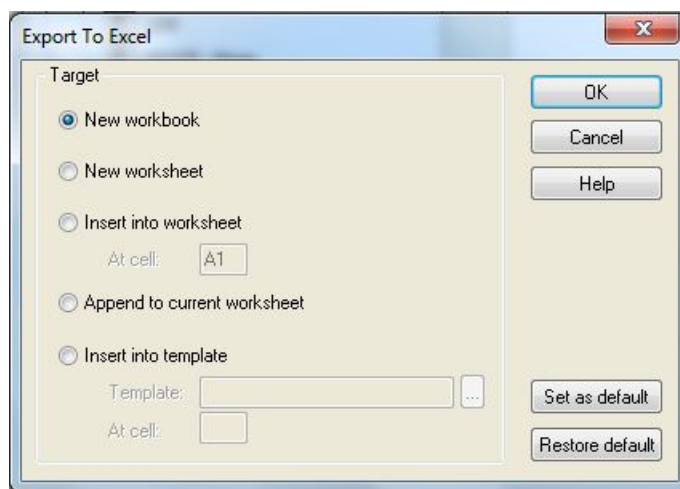 Export To Excel
Target
New workbook
New worksheet
Insert into worksheet
At cell: A1
Append to current worksheet
Insert into template
Template: ...
At cell:
OK
Cancel
Help
Set as default
Restore default